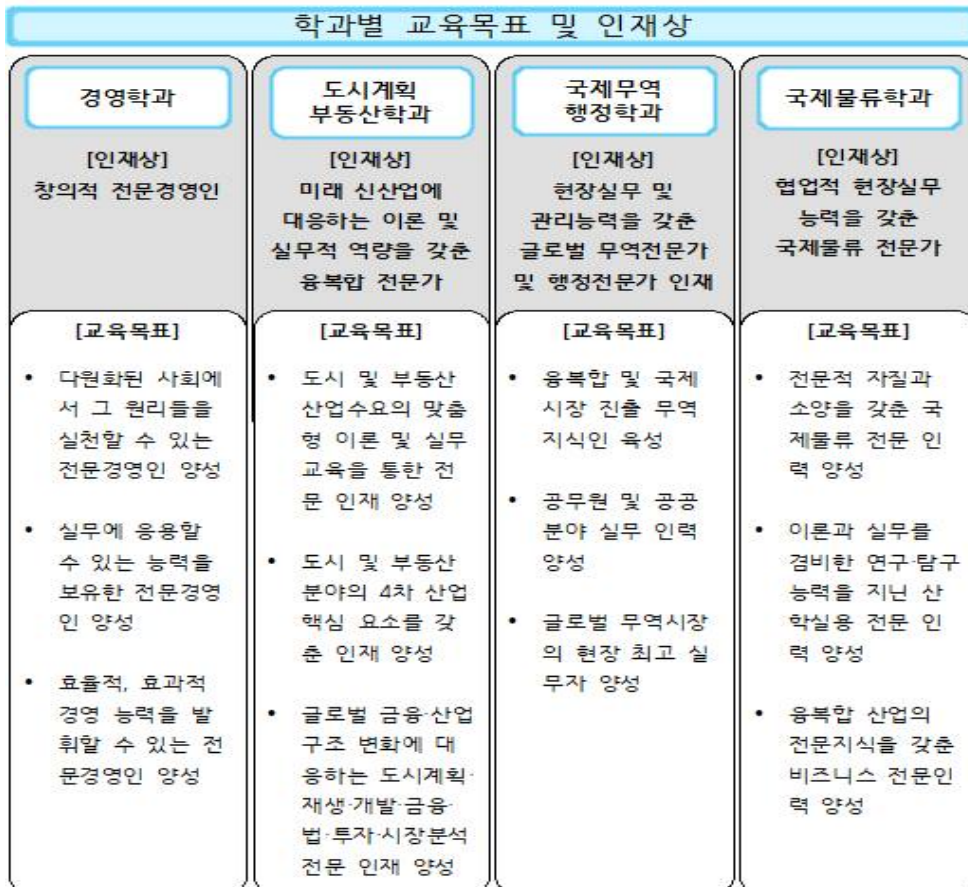 학과별 교육목표 및 인재상
경영학과
[인재상]
창의적 전문경영인
[교육목표]
• 다원화된 사회에
서 그 원리들을
실천할 수 있는
전문경영인 양성
• 실무에 응용할
수 있는 능력을
보유한 전문경영
인 양성
• 효율적, 효과적
경영 능력을 발
휘할 수 있는 전
문경영인 양성
도시계획
부동산학과
[인재상]
미래 신산업에
대응하는 이론 및
실무적 역량을 갖춘
융복합 전문가
[교육목표]
• 도시 및 부동산
산업수요의 맞춤
형 이론 및 실무
교육을 통한 전
문 인재 양성
• 도시 및 부동산
분야의 4차 산업
핵심 요소를 갖
춘 인재 양성
• 글로벌 금융·산업
구조 변화에 대
응하는 도시계획·
재생·개발·금융·
법·투자·시장분석
전문 인재 양성
국제무역
행정학과
[인재상]
현장실무 및
관리능력을 갖춘
글로벌 무역전문가
및 행정전문가 인재
[교육목표]
• 융복합 및 국제
시장 진출 무역
지식인 육성
• 공무원 및 공공
분야 실무 인력
양성
• 글로벌 무역시장
의 현장 최고 실
무자 양성
국제물류학과
[인재상]
협업적 현장실무
능력을 갖춘
국제물류 전문가
[교육목표]
• 전문적 자질과
소양을 갖춘 국
제물류 전문 인
력 양성
• 이론과 실무를
겸비한 연구·탐구
능력을 지닌 산
학실용 전문 인
력 양성
• 융복합 산업의
전문지식을 갖춘
비즈니스 전문인
력 양성